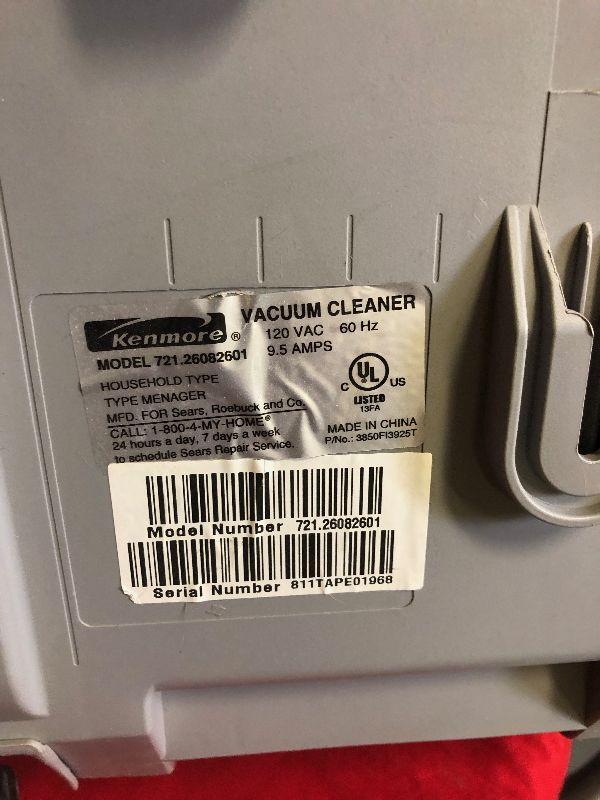 Kenmore ®
VACUUM CLEANER
120 VAC 60 Hz
9.5 AMPS
MODEL 721.26082601
HOUSEHOLD TYPE
TYPE MENAGER
MFD. FOR Sears, Roebuck and Co.
CALL: 1-800-4-MY-HOME®
24 hours a day, 7 days a week
to schedule Sears Repair Service.
C UL US
LISTED
13FA
MADE IN CHINA
P/No.: 3850FI3925T
Model Number 721.26082601
Serial Number 811TAPE01968